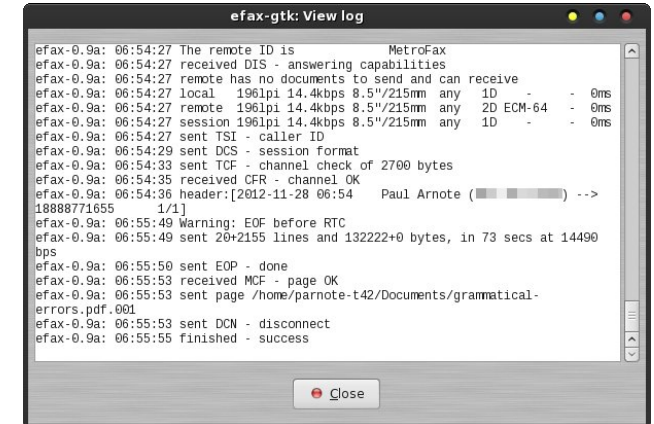 efax-gtk: View log
efax-0.9a: 06:54:27 The remote ID is MetroFax
efax-0.9a: 06:54:27 received DIS - answering capabilities
efax-0.9a: 06:54:27 remote has no documents to send and can receive
efax-0.9a: 06:54:27 local 196lpi 14.4kbps 8.5"/215mm any 1D - - 0ms
efax-0.9a: 06:54:27 remote 196lpi 14.4kbps 8.5"/215mm any 2D ECM-64 - 0ms
efax-0.9a: 06:54:27 session 196lpi 14.4kbps 8.5"/215mm any 1D - - 0ms
efax-0.9a: 06:54:27 sent TSI - caller ID
efax-0.9a: 06:54:29 sent DCS - session format
efax-0.9a: 06:54:33 sent TCF - channel check of 2700 bytes
efax-0.9a: 06:54:35 received CFR - channel OK
efax-0.9a: 06:54:36 header:[2012-11-28 06:54 Paul Arnote ( ) -->
18888771655 1/1]
efax-0.9a: 06:55:49 Warning: EOF before RTC
efax-0.9a: 06:55:49 sent 20+2155 lines and 132222+0 bytes, in 73 secs at 14490
bps
efax-0.9a: 06:55:50 sent EOP - done
efax-0.9a: 06:55:53 received MCF - page OK
efax-0.9a: 06:55:53 sent page /home/parnote-t42/Documents/grammatical-
errors.pdf.001
efax-0.9a: 06:55:53 sent DCN - disconnect
efax-0.9a: 06:55:55 finished - success
Close